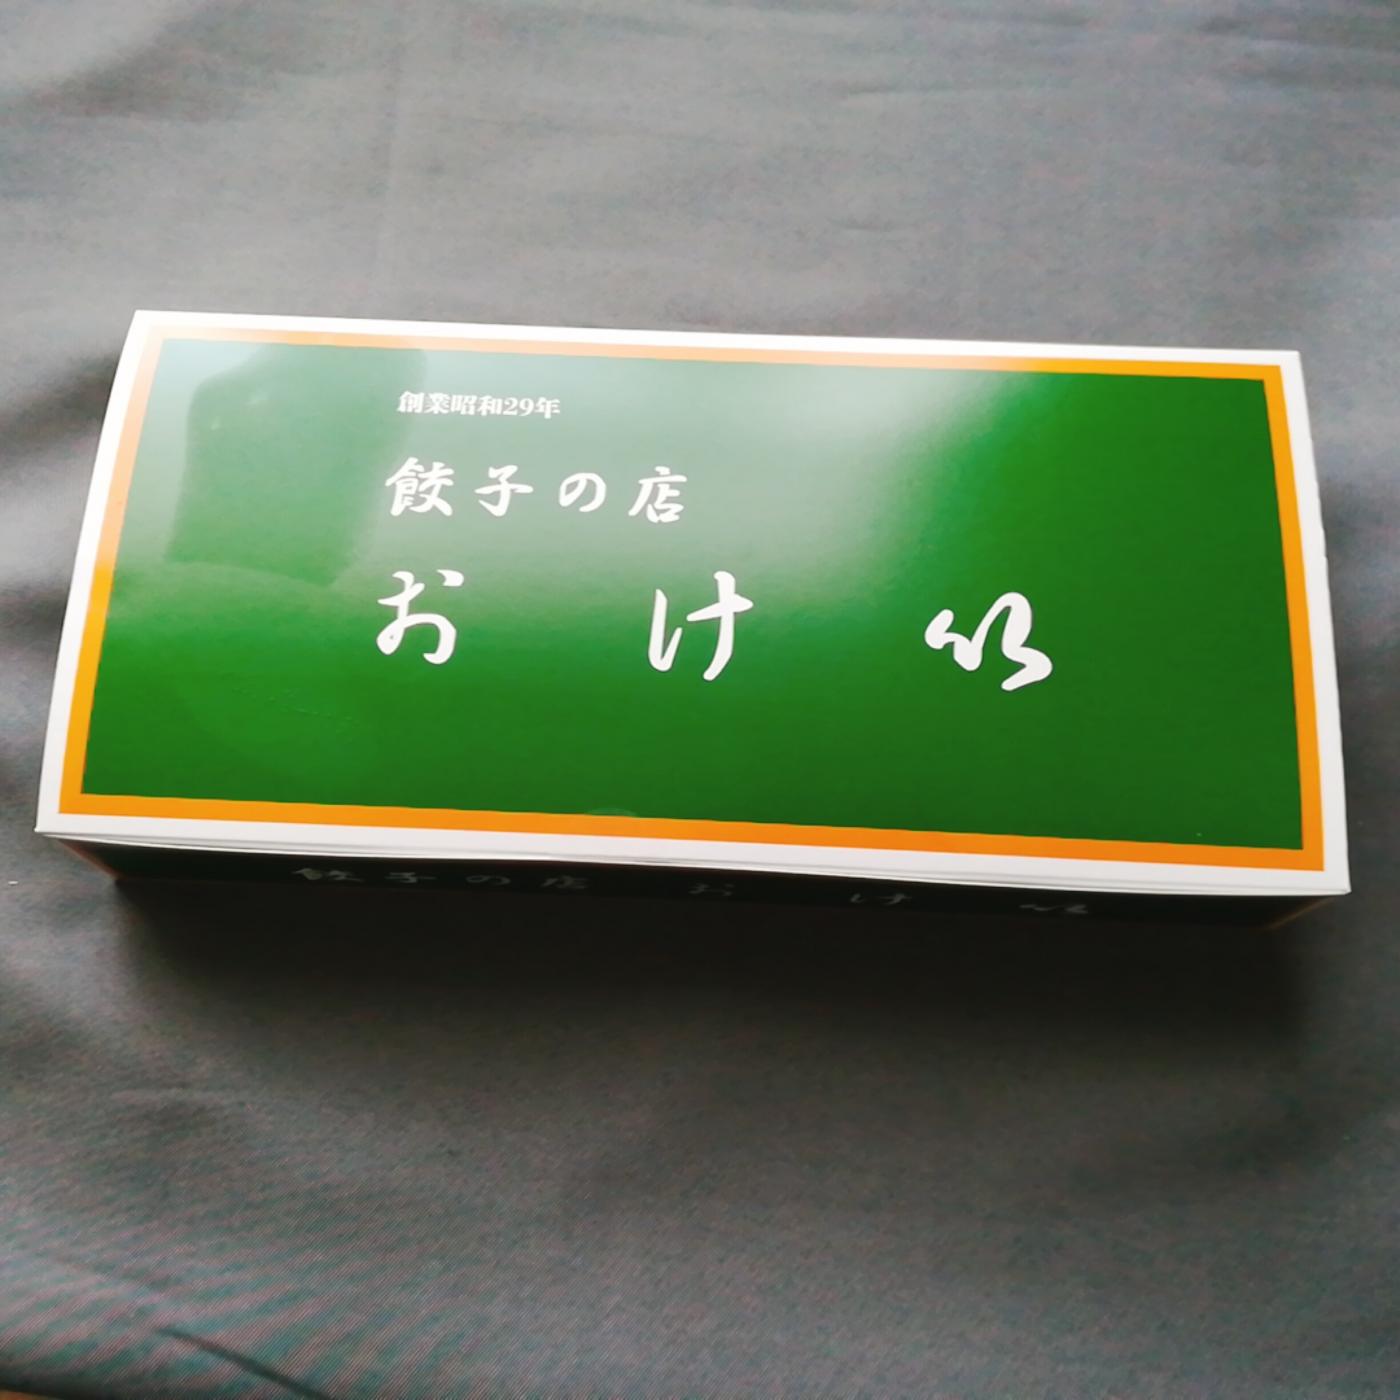 創業昭和29年
餃子の店
おけ以
餃子の店 おけ以